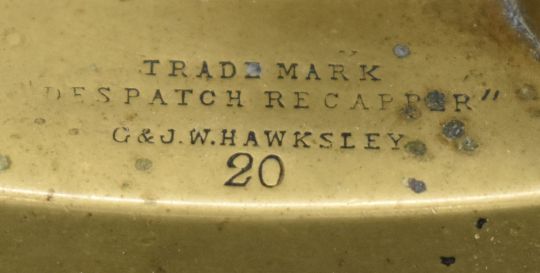 TRADE MARK
"DESPATCH RECAPPER"
G & J. W. HAWKSLEY
20